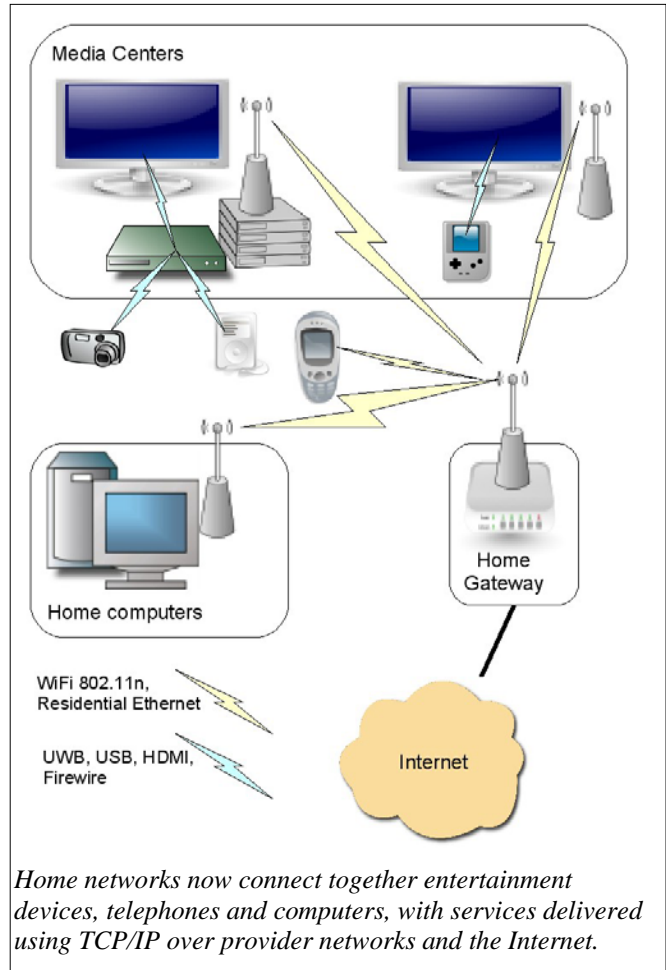 Media Centers
Home
Gateway
Home computers
WiFi 802.11n,
Residential Ethernet
UWB, USB, HDMI,
Firewire
Internet
Home networks now connect together entertainment
devices, telephones and computers, with services delivered
using TCP/IP over provider networks and the Internet.